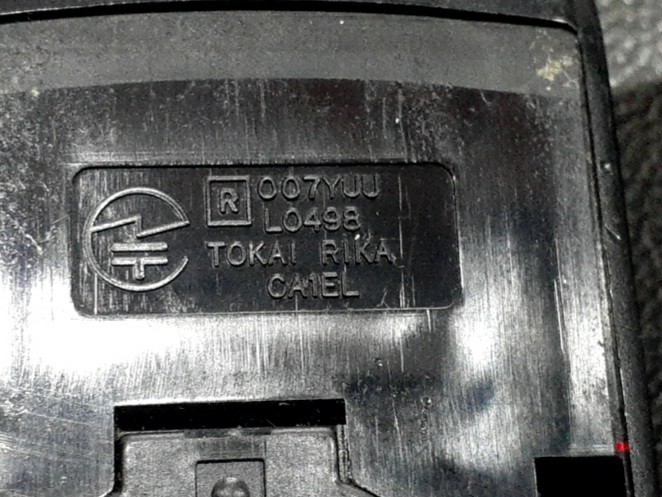 R 007YUU
L0498
TOKAI RIKA
CA1EL